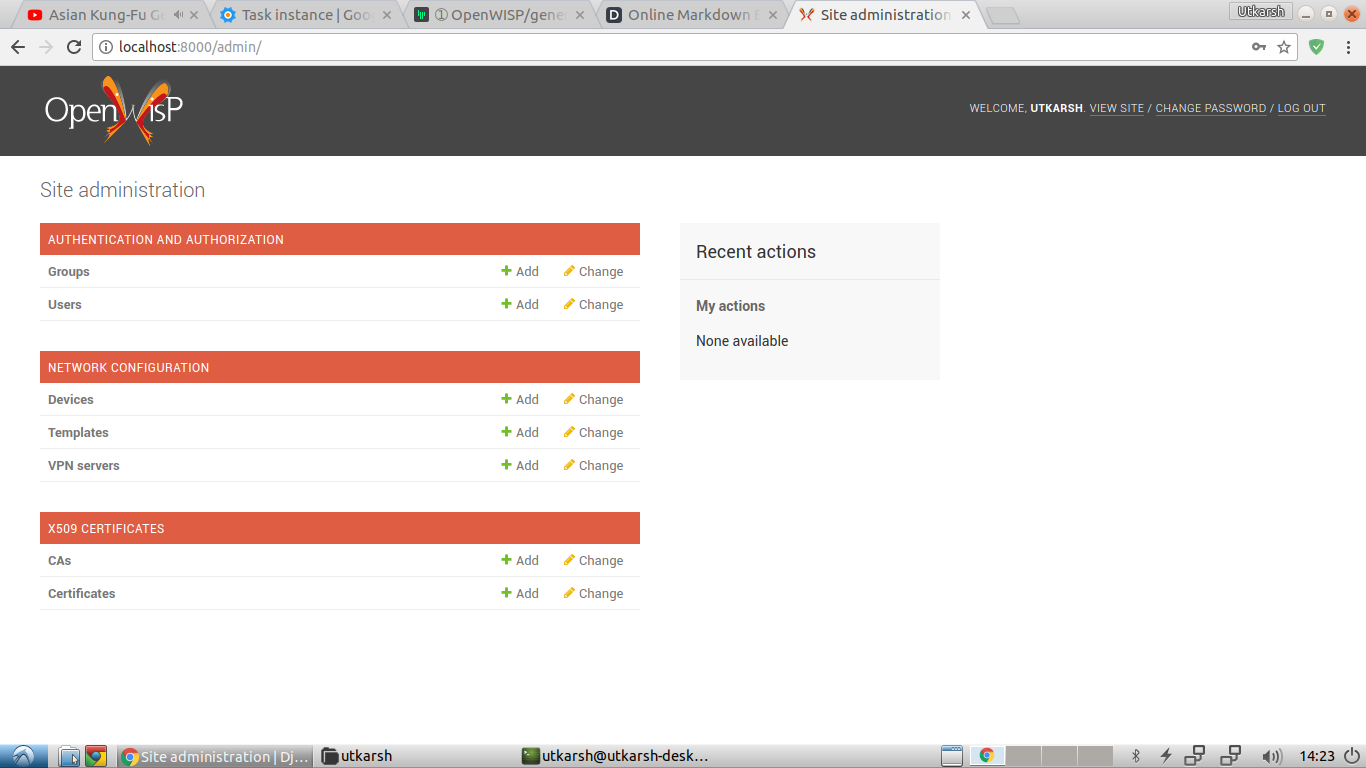 Asian Kung-Fu Ge
Task instance | Goo
① OpenWISP/gene
Online Markdown E
Site administration
Utkarsh
localhost:8000/admin/
OpenWISP
WELCOME, UTKARSH. VIEW SITE / CHANGE PASSWORD / LOG OUT
Site administration
AUTHENTICATION AND AUTHORIZATION
Groups Add Change
Users Add Change
NETWORK CONFIGURATION
Devices Add Change
Templates Add Change
VPN servers Add Change
X509 CERTIFICATES
CAs Add Change
Certificates Add Change
Recent actions
My actions
None available
Site administration | Dj...
utkarsh
utkarsh@utkarsh-desk...
14:23